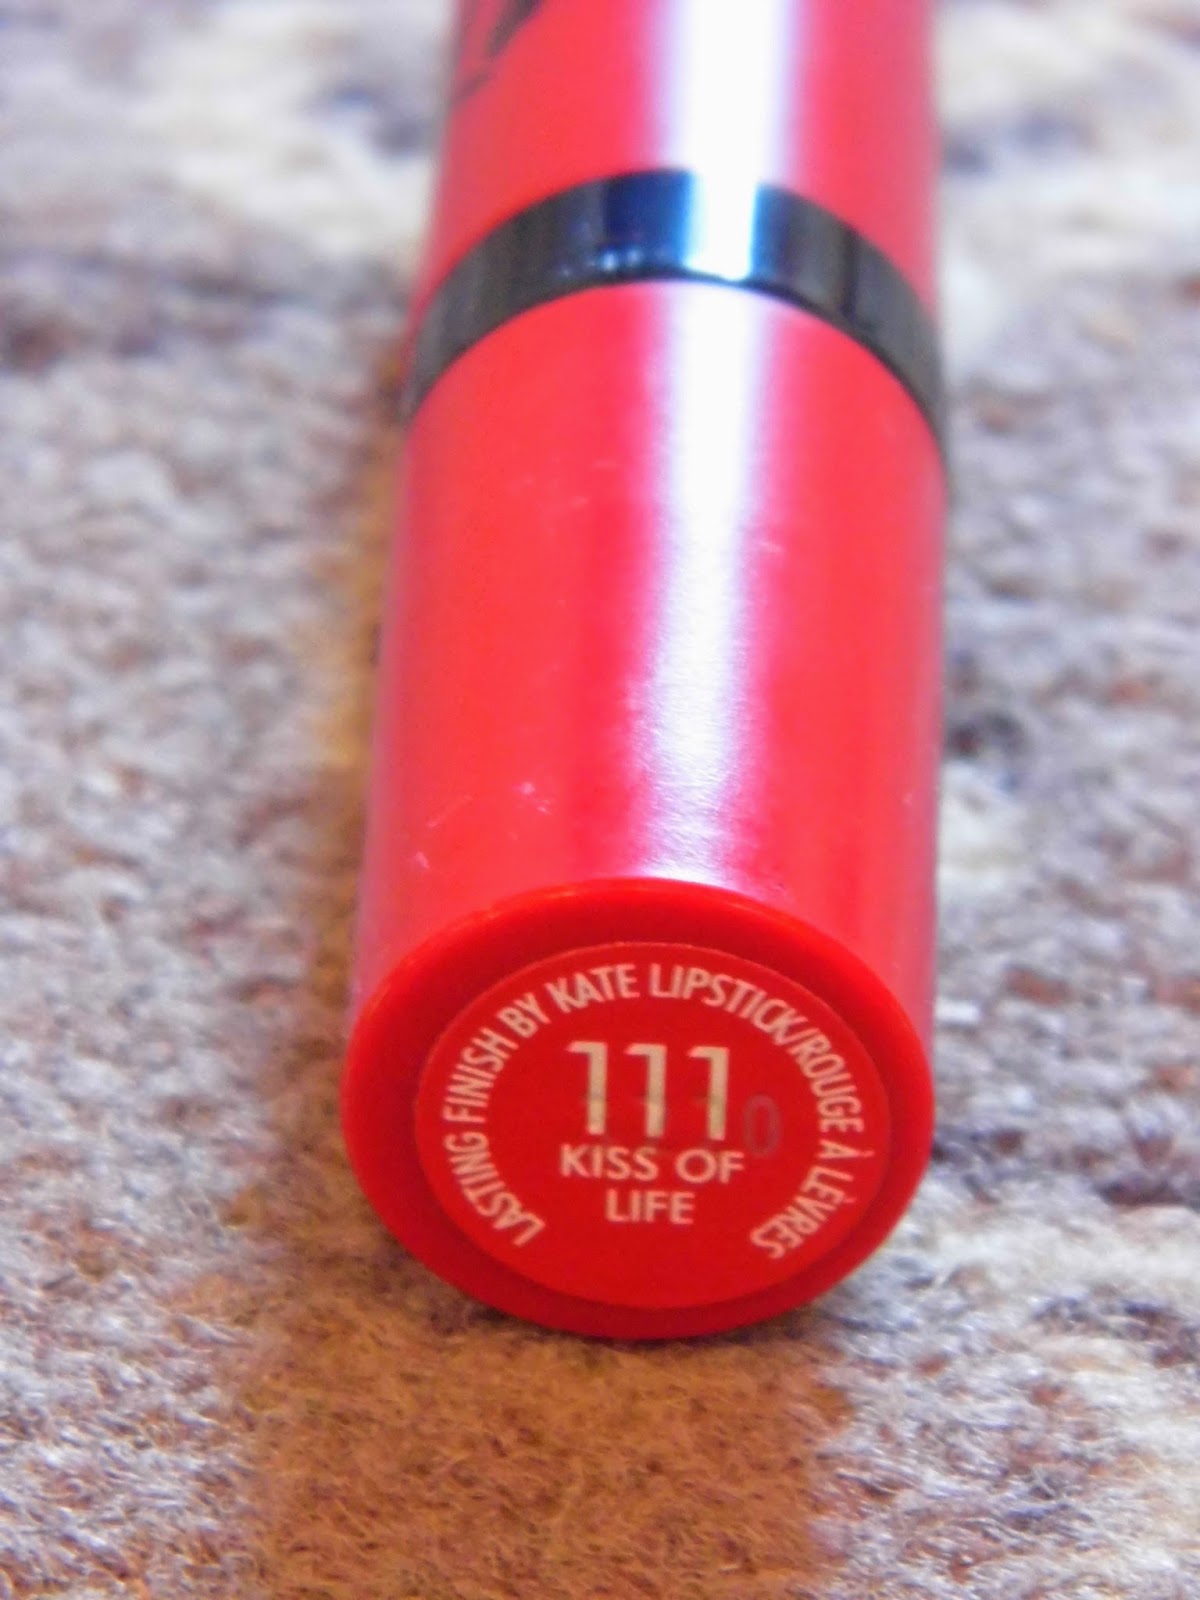 LASTING FINISH BY KATE LIPSTICK/ROUGE À LÈVRES
111
KISS OF
LIFE